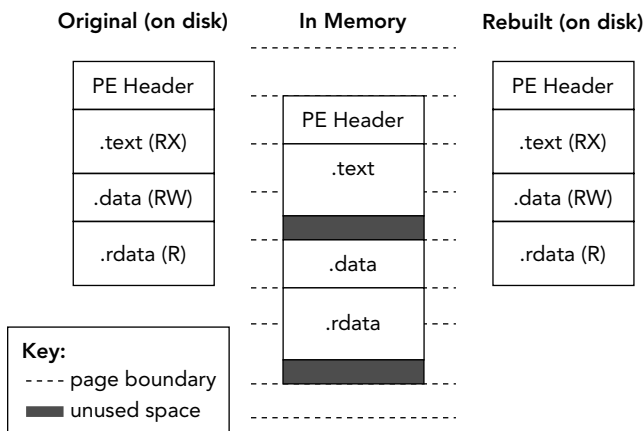 Original (on disk)
In Memory
Rebuilt (on disk)
PE Header
.text (RX)
.data (RW)
.rdata (R)
PE Header
.text
.data
.rdata
PE Header
.text (RX)
.data (RW)
.rdata (R)
Key:
page boundary
unused space